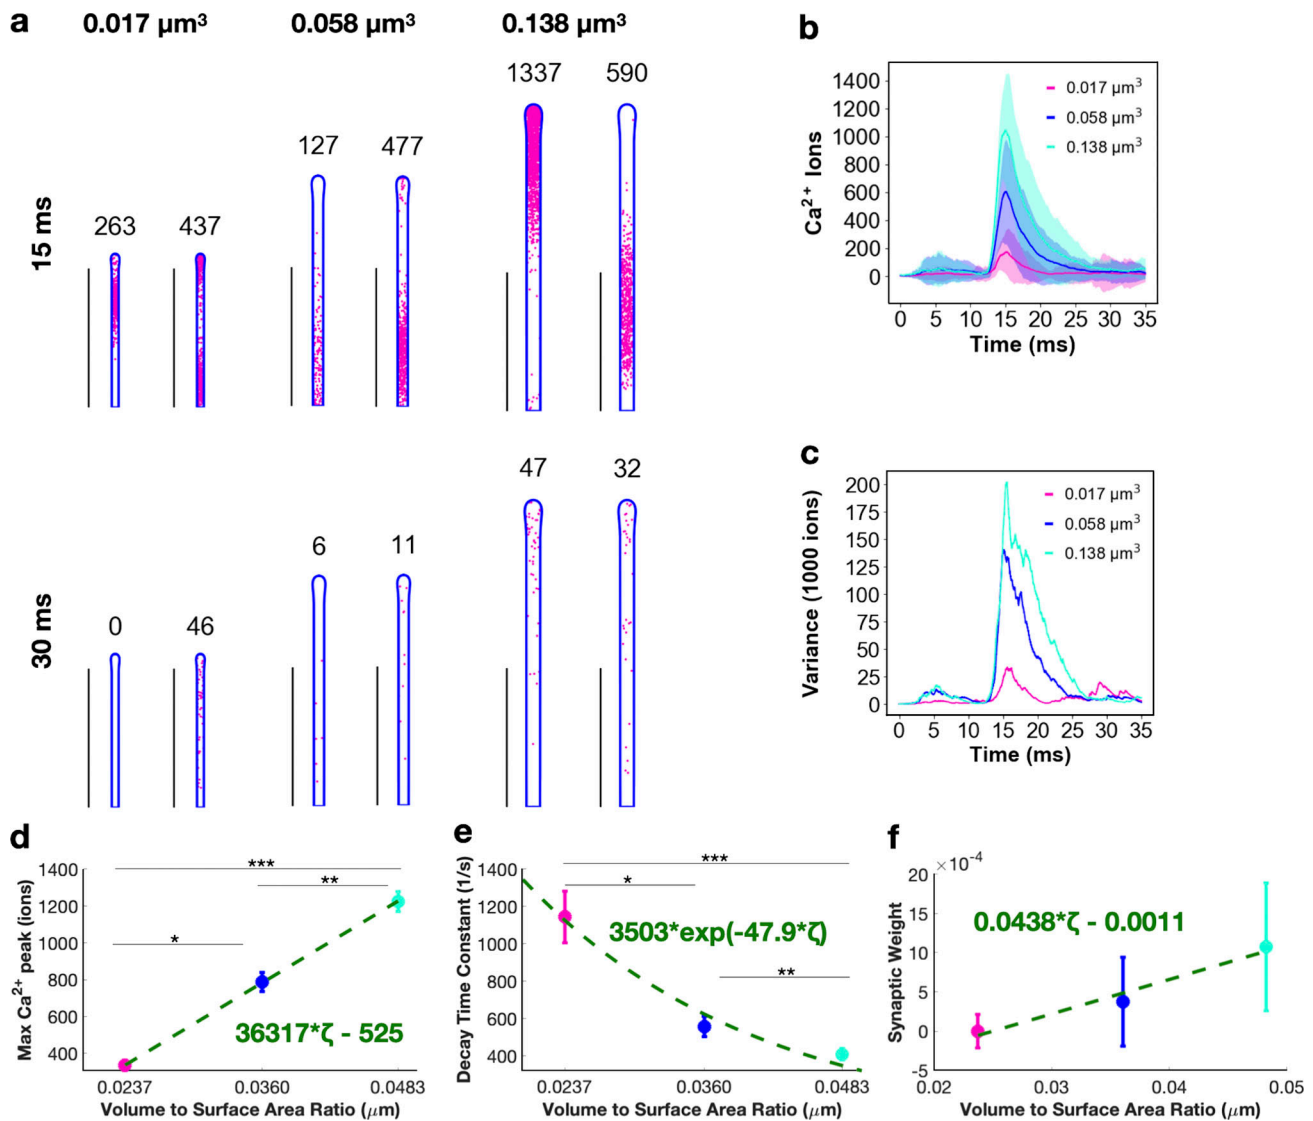 a
0.017 μm³
0.058 μm³
0.138 μm³
15 ms
263
437
127
477
1337
590
30 ms
0
46
6
11
47
32
b
Ca²⁺ Ions
1400
1200
1000
800
600
400
200
0
0.017 μm³
0.058 μm³
0.138 μm³
0 5 10 15 20 25 30 35
Time (ms)
c
Variance (1000 ions)
200
175
150
125
100
75
50
25
0
0.017 μm³
0.058 μm³
0.138 μm³
0 5 10 15 20 25 30 35
Time (ms)
d
Max Ca²⁺ peak (ions)
1400
1200
1000
800
600
400
***
**
*
36317*ζ - 525
0.0237 0.0360 0.0483
Volume to Surface Area Ratio (μm)
e
Decay Time Constant (1/s)
1400
1200
1000
800
600
400
***
*
3503*exp(-47.9*ζ)
**
0.0237 0.0360 0.0483
Volume to Surface Area Ratio (μm)
f
Synaptic Weight
×10⁻⁴
20
15
10
5
0
-5
0.0438*ζ - 0.0011
0.02 0.03 0.04 0.05
Volume to Surface Area Ratio (μm)